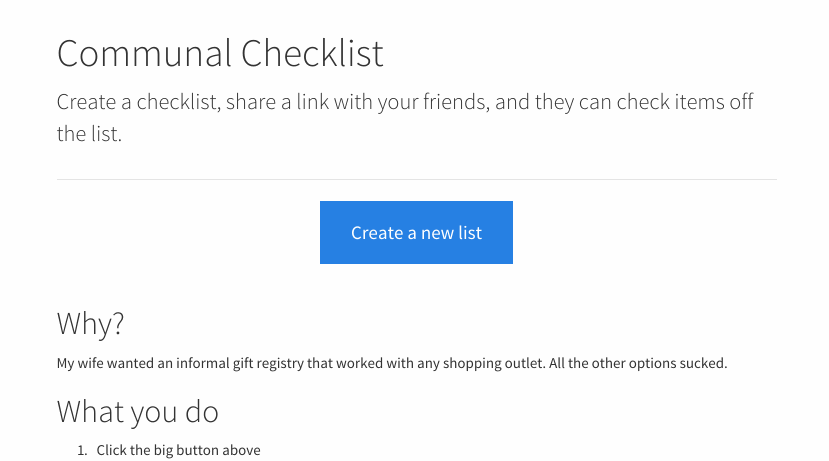 Communal Checklist
Create a checklist, share a link with your friends, and they can check items off
the list.
Create a new list
Why?
My wife wanted an informal gift registry that worked with any shopping outlet. All the other options sucked.
What you do
1. Click the big button above